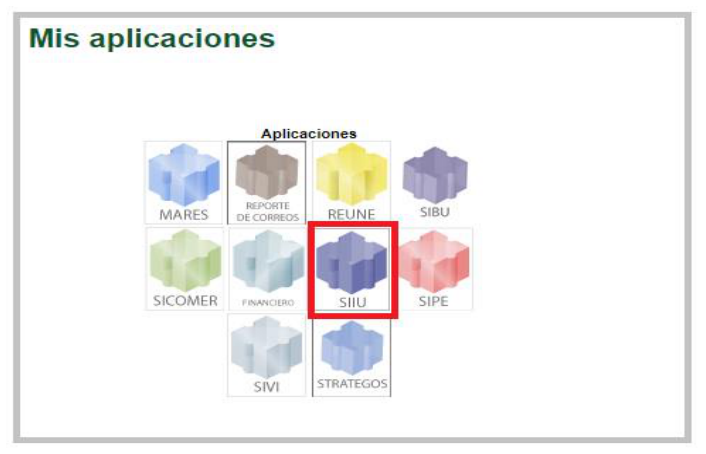 Mis aplicaciones
Aplicaciones
MARES
REPORTE
DE CORREOS
REUNE
SIBU
SICOMER
FINANCIERO
SIIU
SIPE
SIVI
STRATEGOS